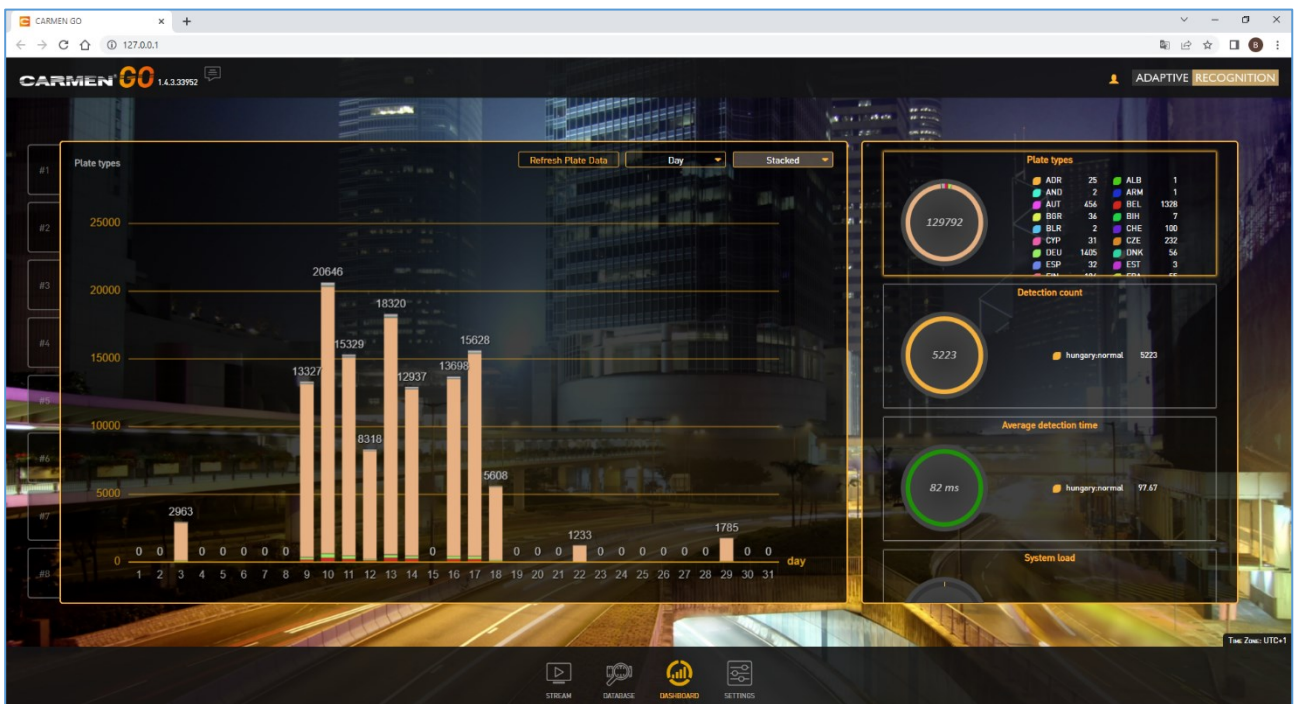 CARMEN GO
127.0.0.1
B
CARMEN GO 1.4.3.33952
ADAPTIVE RECOGNITION
#1
#2
#3
#4
#5
#6
#7
#8
Plate types
Refresh Plate Data
Day
Stacked
25000
20000
15000
10000
5000
0
0 0 2963 0 0 0 0 0 13327 20646 15329 8318 18320 12937 0 13698 15628 5608 0 0 0 1233 0 0 0 0 0 0 1785 0 0
day
1 2 3 4 5 6 7 8 9 10 11 12 13 14 15 16 17 18 19 20 21 22 23 24 25 26 27 28 29 30 31
Plate types
129792
ADR 25 ALB 1
AND 2 ARM 1
AUT 456 BEL 1328
BGR 36 BIH 7
BLR 2 CHE 100
CYP 31 CZE 232
DEU 1405 DNK 56
ESP 32 EST 3
Detection count
5223
hungary:normal 5223
Average detection time
82 ms
hungary:normal 97.67
System load
Time Zone: UTC+1
STREAM
DATABASE
DASHBOARD
SETTINGS